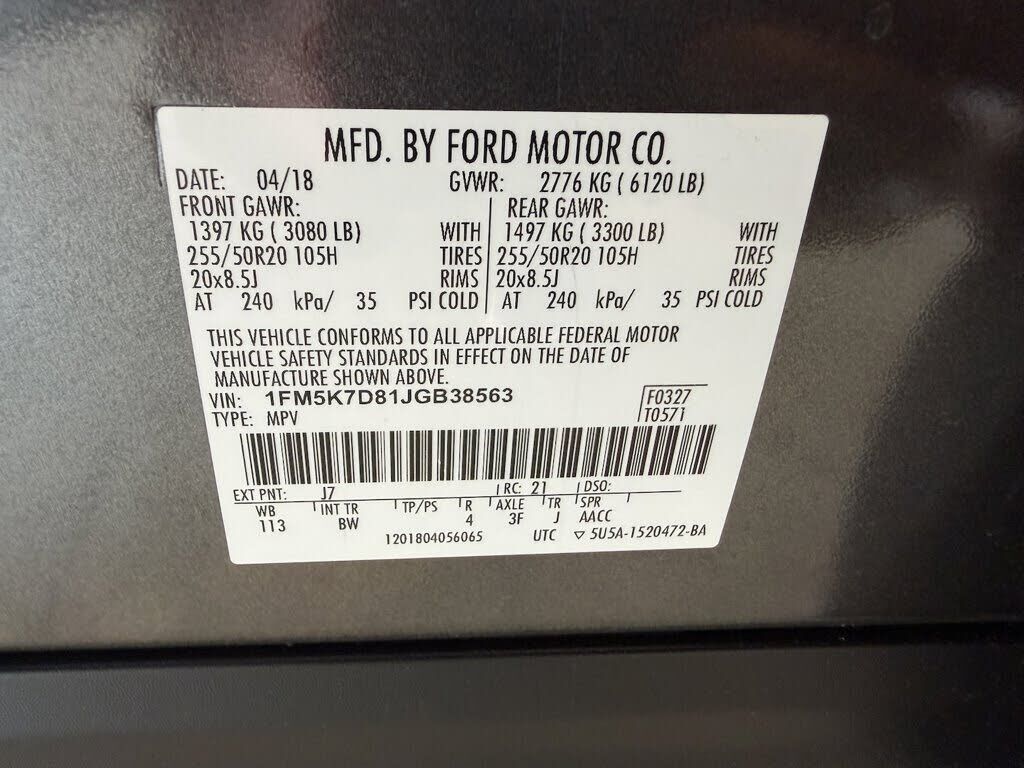 MFD. BY FORD MOTOR CO.
DATE: 04/18 GVWR: 2776 KG ( 6120 LB)
FRONT GAWR: REAR GAWR:
1397 KG ( 3080 LB) WITH 1497 KG ( 3300 LB) WITH
255/50R20 105H TIRES 255/50R20 105H TIRES
20x8.5J RIMS 20x8.5J RIMS
AT 240 kPa/ 35 PSI COLD AT 240 kPa/ 35 PSI COLD
THIS VEHICLE CONFORMS TO ALL APPLICABLE FEDERAL MOTOR
VEHICLE SAFETY STANDARDS IN EFFECT ON THE DATE OF
MANUFACTURE SHOWN ABOVE.
VIN: 1FM5K7D81JGB38563 F0327
TYPE: MPV T0571
EXT PNT: J7 RC: 21 DSO:
WB INT TR TP/PS R AXLE TR SPR
113 BW 4 3F J AACC
1201804056065 UTC ▽ 5U5A-1520472-BA